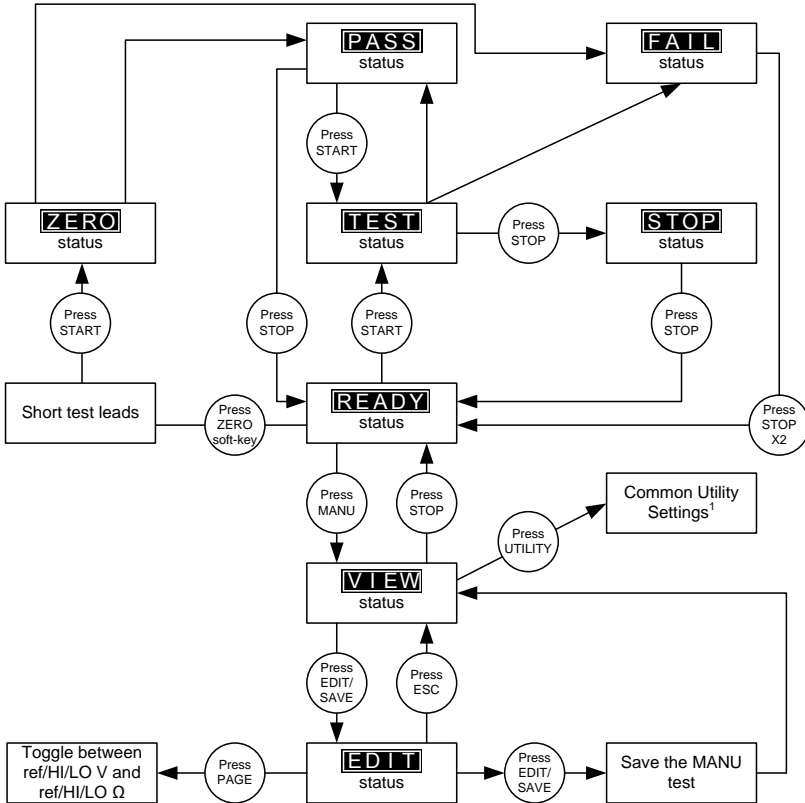 PASS
status
FAIL
status
Press
START
ZERO
status
TEST
status
Press
STOP
STOP
status
Press
START
Press
STOP
Press
START
Press
STOP
Short test leads
Press
ZERO
soft-key
READY
status
Press
STOP
X2
Press
MANU
Press
STOP
Common Utility
Settings¹
Press
UTILITY
VIEW
status
Press
EDIT/
SAVE
Press
ESC
Toggle between
ref/HI/LO V and
ref/HI/LO Ω
Press
PAGE
EDIT
status
Press
EDIT/
SAVE
Save the MANU
test